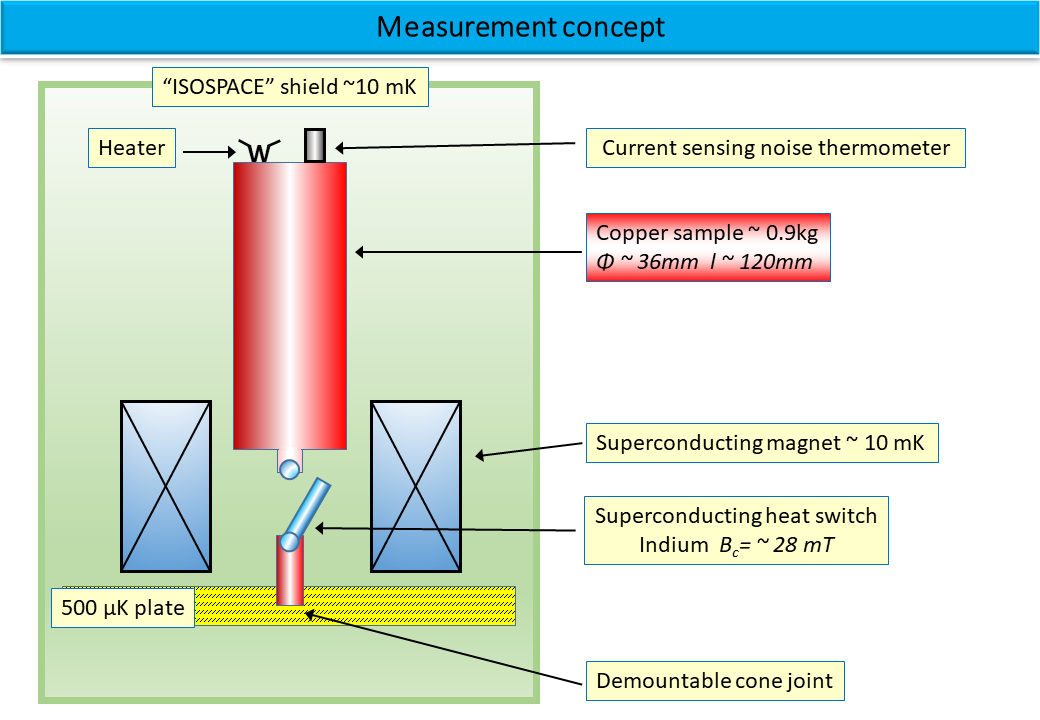 Measurement concept
“ISOSPACE” shield ~10 mK
Heater
Current sensing noise thermometer
Copper sample ~ 0.9kg
Φ ~ 36mm l ~ 120mm
Superconducting magnet ~ 10 mK
Superconducting heat switch
Indium Bc= ~ 28 mT
500 µK plate
Demountable cone joint